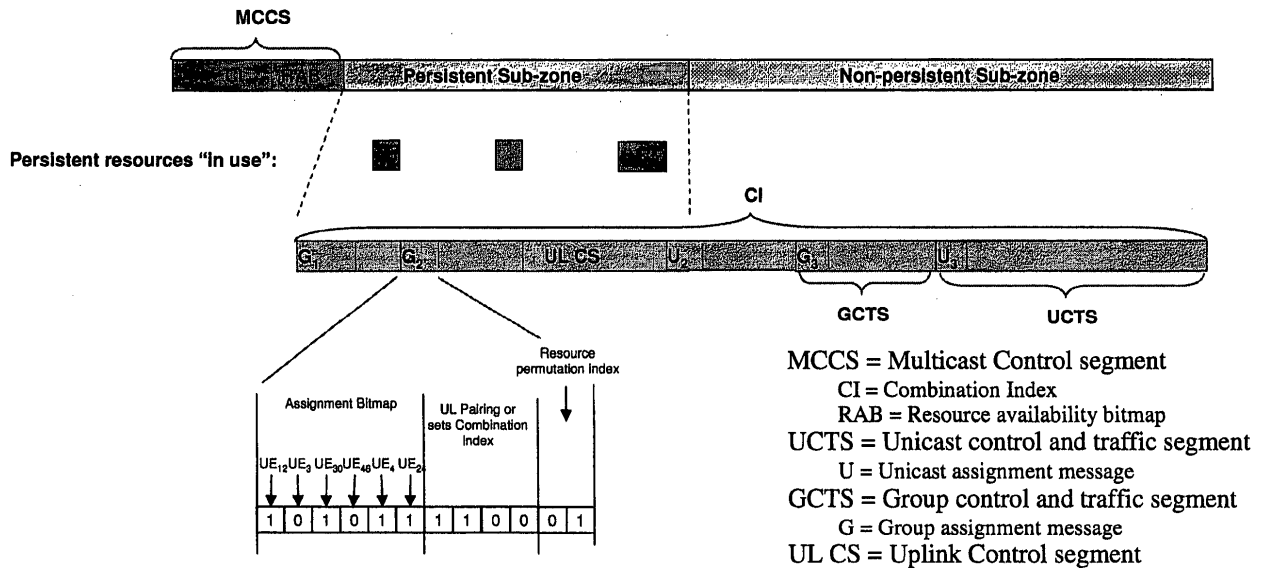 MCCS
RAB
Persistent Sub-zone
Non-persistent Sub-zone
Persistent resources "in use":
CI
G1
G2
UL CS
U2
G3
U3
GCTS
UCTS
Resource
permutation Index
Assignment Bitmap
UL Pairing or
sets Combination
Index
UE12 UE3 UE30 UE46 UE4
1 0 1 0 1 1 1 1 0 0 0 1
MCCS = Multicast Control segment
CI = Combination Index
RAB = Resource availability bitmap
UCTS = Unicast control and traffic segment
U = Unicast assignment message
GCTS = Group control and traffic segment
G = Group assignment message
UL CS = Uplink Control segment